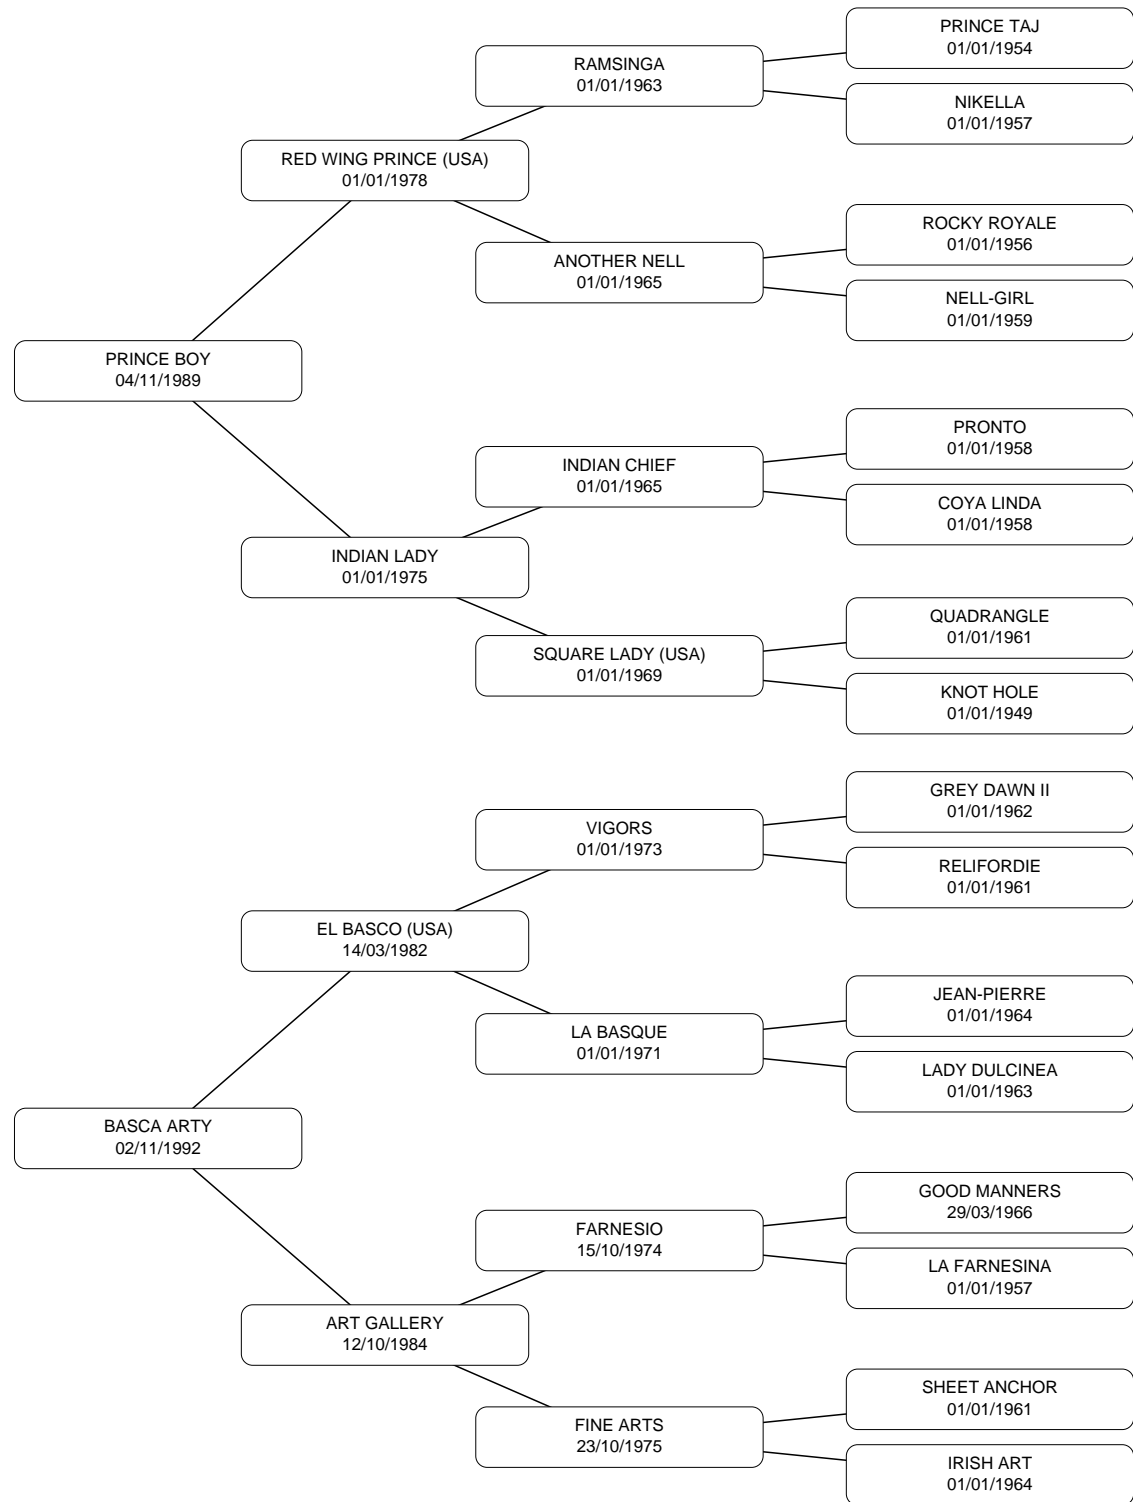 PRINCE TAJ
01/01/1954
RAMSINGA
01/01/1963
NIKELLA
01/01/1957
RED WING PRINCE (USA)
01/01/1978
ROCKY ROYALE
01/01/1956
ANOTHER NELL
01/01/1965
NELL-GIRL
01/01/1959
PRINCE BOY
04/11/1989
PRONTO
01/01/1958
INDIAN CHIEF
01/01/1965
COYA LINDA
01/01/1958
INDIAN LADY
01/01/1975
QUADRANGLE
01/01/1961
SQUARE LADY (USA)
01/01/1969
KNOT HOLE
01/01/1949
GREY DAWN II
01/01/1962
VIGORS
01/01/1973
RELIFORDIE
01/01/1961
EL BASCO (USA)
14/03/1982
JEAN-PIERRE
01/01/1964
LA BASQUE
01/01/1971
LADY DULCINEA
01/01/1963
BASCA ARTY
02/11/1992
GOOD MANNERS
29/03/1966
FARNESIO
15/10/1974
LA FARNESINA
01/01/1957
ART GALLERY
12/10/1984
SHEET ANCHOR
01/01/1961
FINE ARTS
23/10/1975
IRISH ART
01/01/1964